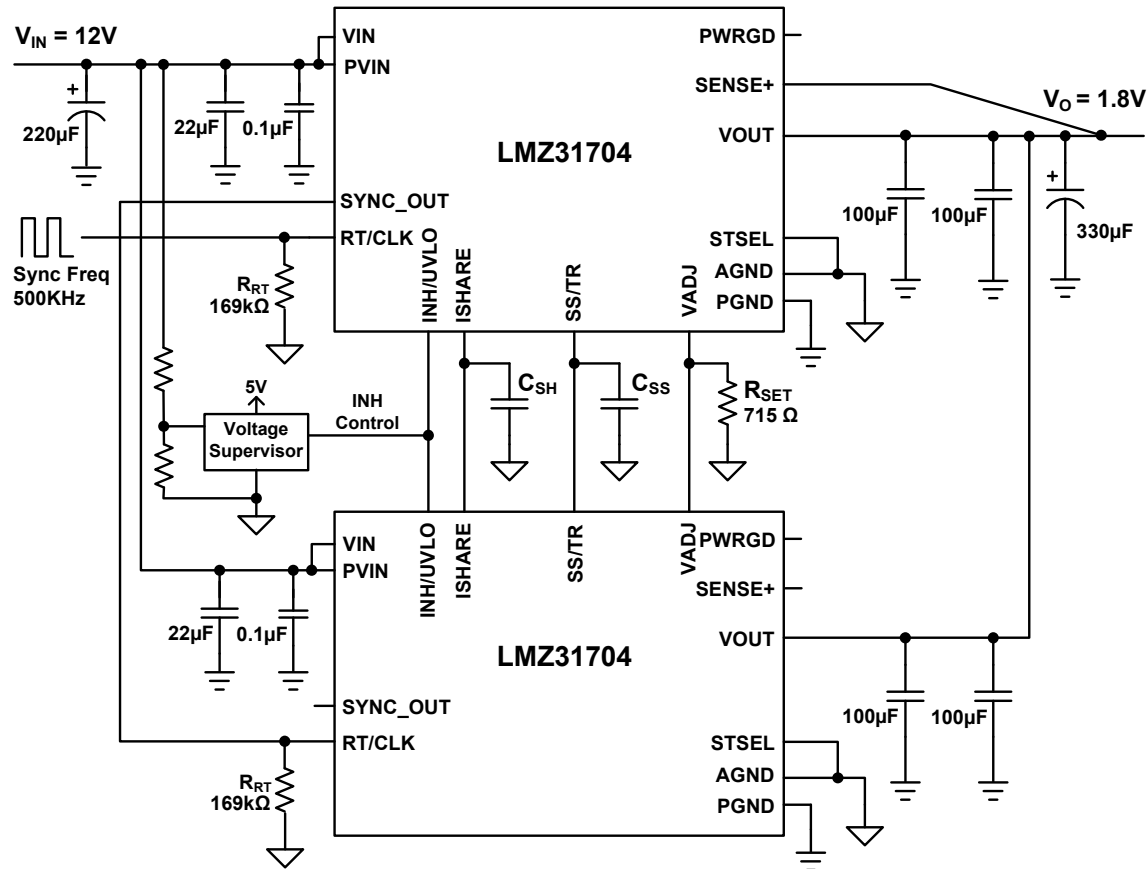 V_IN = 12V
VIN
PVIN
220µF
+
22µF
0.1µF
LMZ31704
PWRGD
SENSE+
VOUT
V_O = 1.8V
100µF
100µF
+
330µF
SYNC_OUT
RT/CLK
Sync Freq
500KHz
R_RT
169kΩ
INH/UVLO
ISHARE
SS/TR
VADJ
STSEL
AGND
PGND
C_SH
C_SS
R_SET
715 Ω
5V
Voltage
Supervisor
INH
Control
VIN
PVIN
22µF
0.1µF
INH/UVLO
ISHARE
SS/TR
VADJ
LMZ31704
PWRGD
SENSE+
VOUT
100µF
100µF
SYNC_OUT
RT/CLK
R_RT
169kΩ
STSEL
AGND
PGND